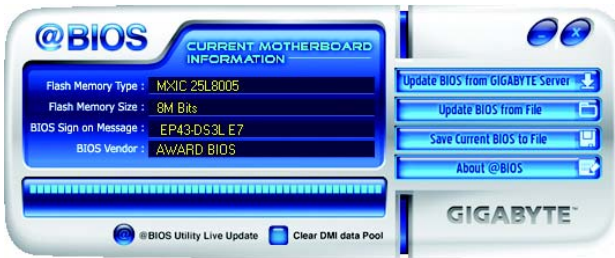 @BIOS
CURRENT MOTHERBOARD
INFORMATION
Flash Memory Type : MXIC 25L8005
Flash Memory Size : 8M Bits
BIOS Sign on Message : EP43-DS3L E7
BIOS Vendor : AWARD BIOS
@BIOS Utility Live Update
Clear DMI data Pool
Update BIOS from GIGABYTE Server
Update BIOS from File
Save Current BIOS to File
About @BIOS
GIGABYTE™